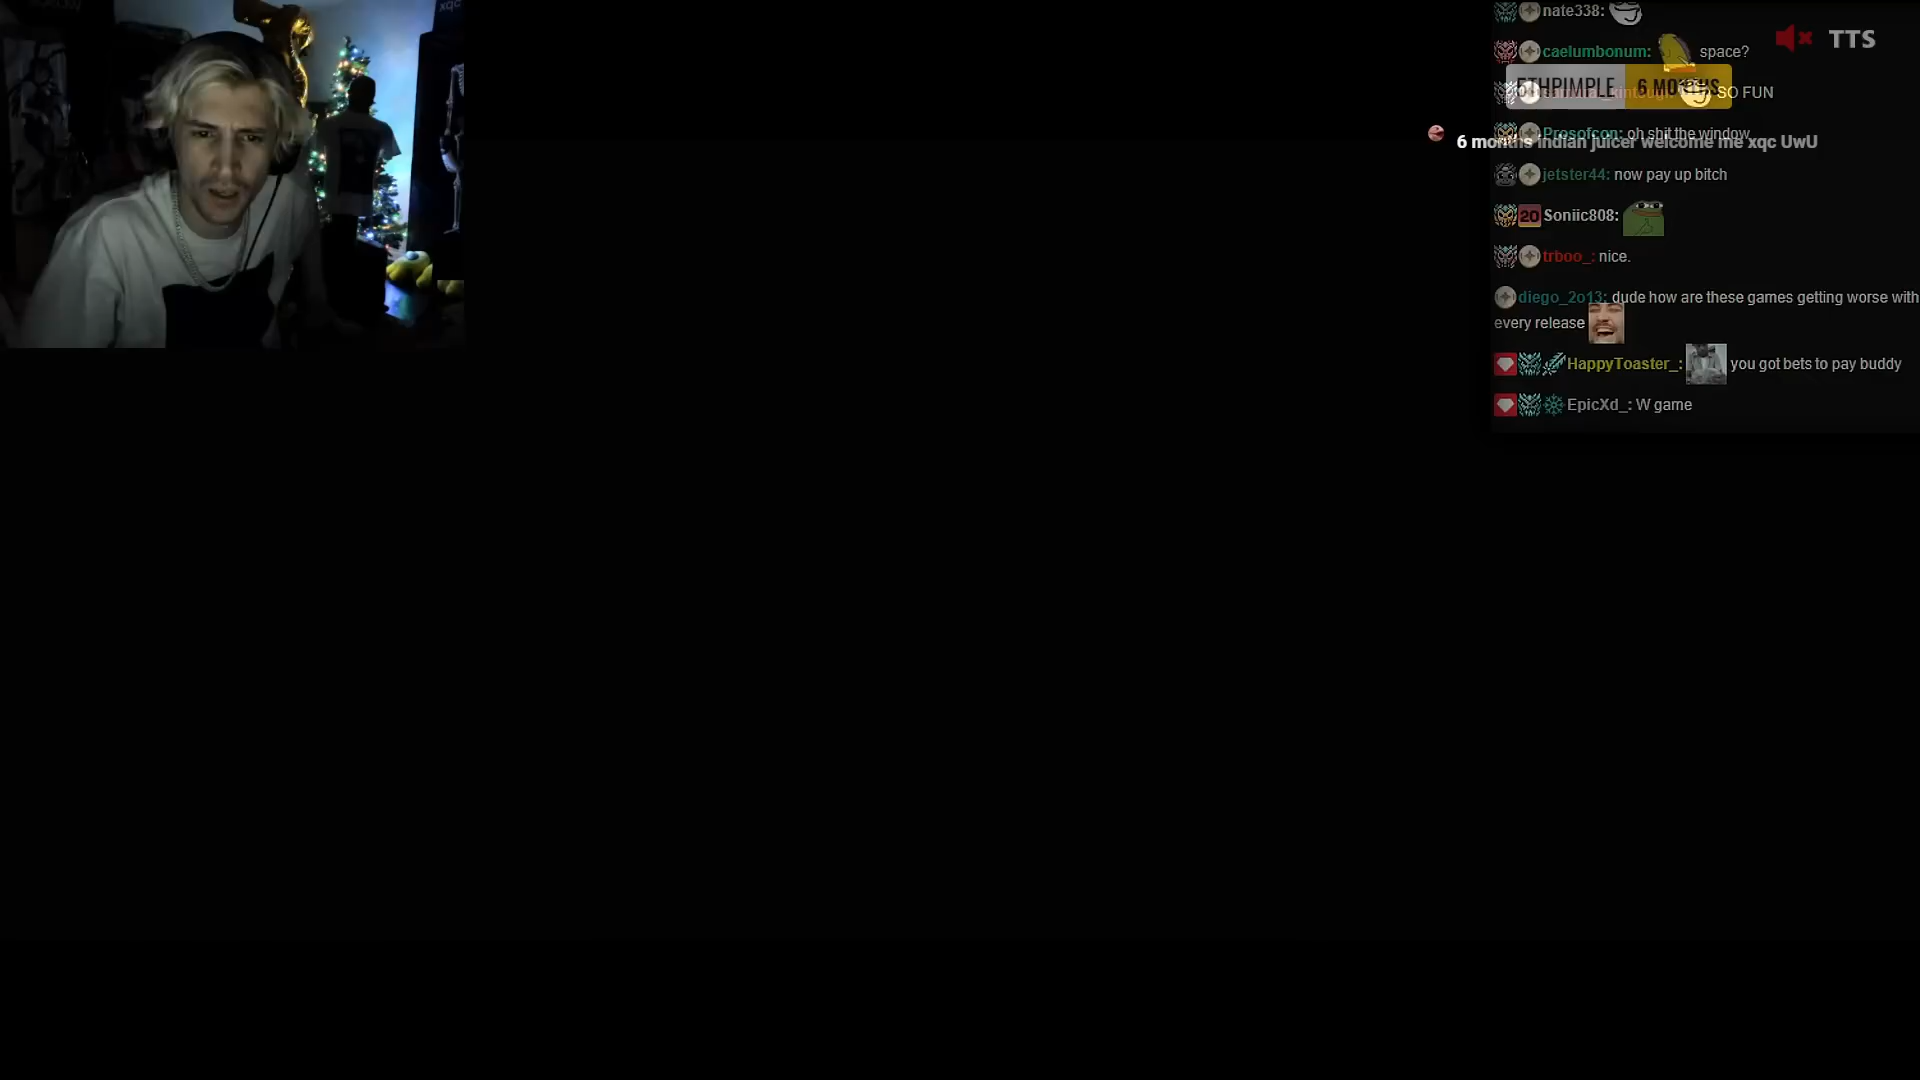 xqc
nate338:
TTS
caelumbonum: space?
5THPIMPLE 6 MONTHS
SO FUN
Prosofcon: oh shit the window
6 months indian juicer welcome me xqc UwU
jetster44: now pay up bitch
20 Soniic808:
trboo_: nice.
diego_2o13: dude how are these games getting worse with
every release
HappyToaster_: you got bets to pay buddy
EpicXd_: W game